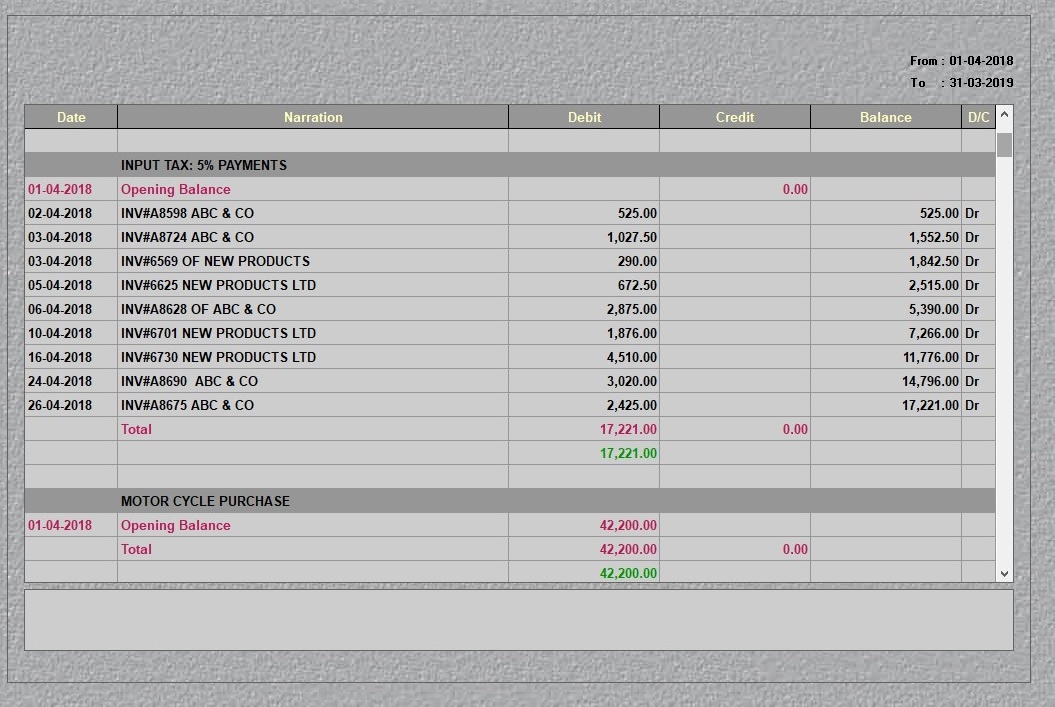 From : 01-04-2018
To : 31-03-2019
Date Narration Debit Credit Balance D/C
INPUT TAX: 5% PAYMENTS
01-04-2018 Opening Balance 0.00
02-04-2018 INV#A8598 ABC & CO 525.00 525.00 Dr
03-04-2018 INV#A8724 ABC & CO 1,027.50 1,552.50 Dr
03-04-2018 INV#6569 OF NEW PRODUCTS 290.00 1,842.50 Dr
05-04-2018 INV#6625 NEW PRODUCTS LTD 672.50 2,515.00 Dr
06-04-2018 INV#A8628 OF ABC & CO 2,875.00 5,390.00 Dr
10-04-2018 INV#6701 NEW PRODUCTS LTD 1,876.00 7,266.00 Dr
16-04-2018 INV#6730 NEW PRODUCTS LTD 4,510.00 11,776.00 Dr
24-04-2018 INV#A8690 ABC & CO 3,020.00 14,796.00 Dr
26-04-2018 INV#A8675 ABC & CO 2,425.00 17,221.00 Dr
Total 17,221.00 0.00
17,221.00
MOTOR CYCLE PURCHASE
01-04-2018 Opening Balance 42,200.00
Total 42,200.00 0.00
42,200.00